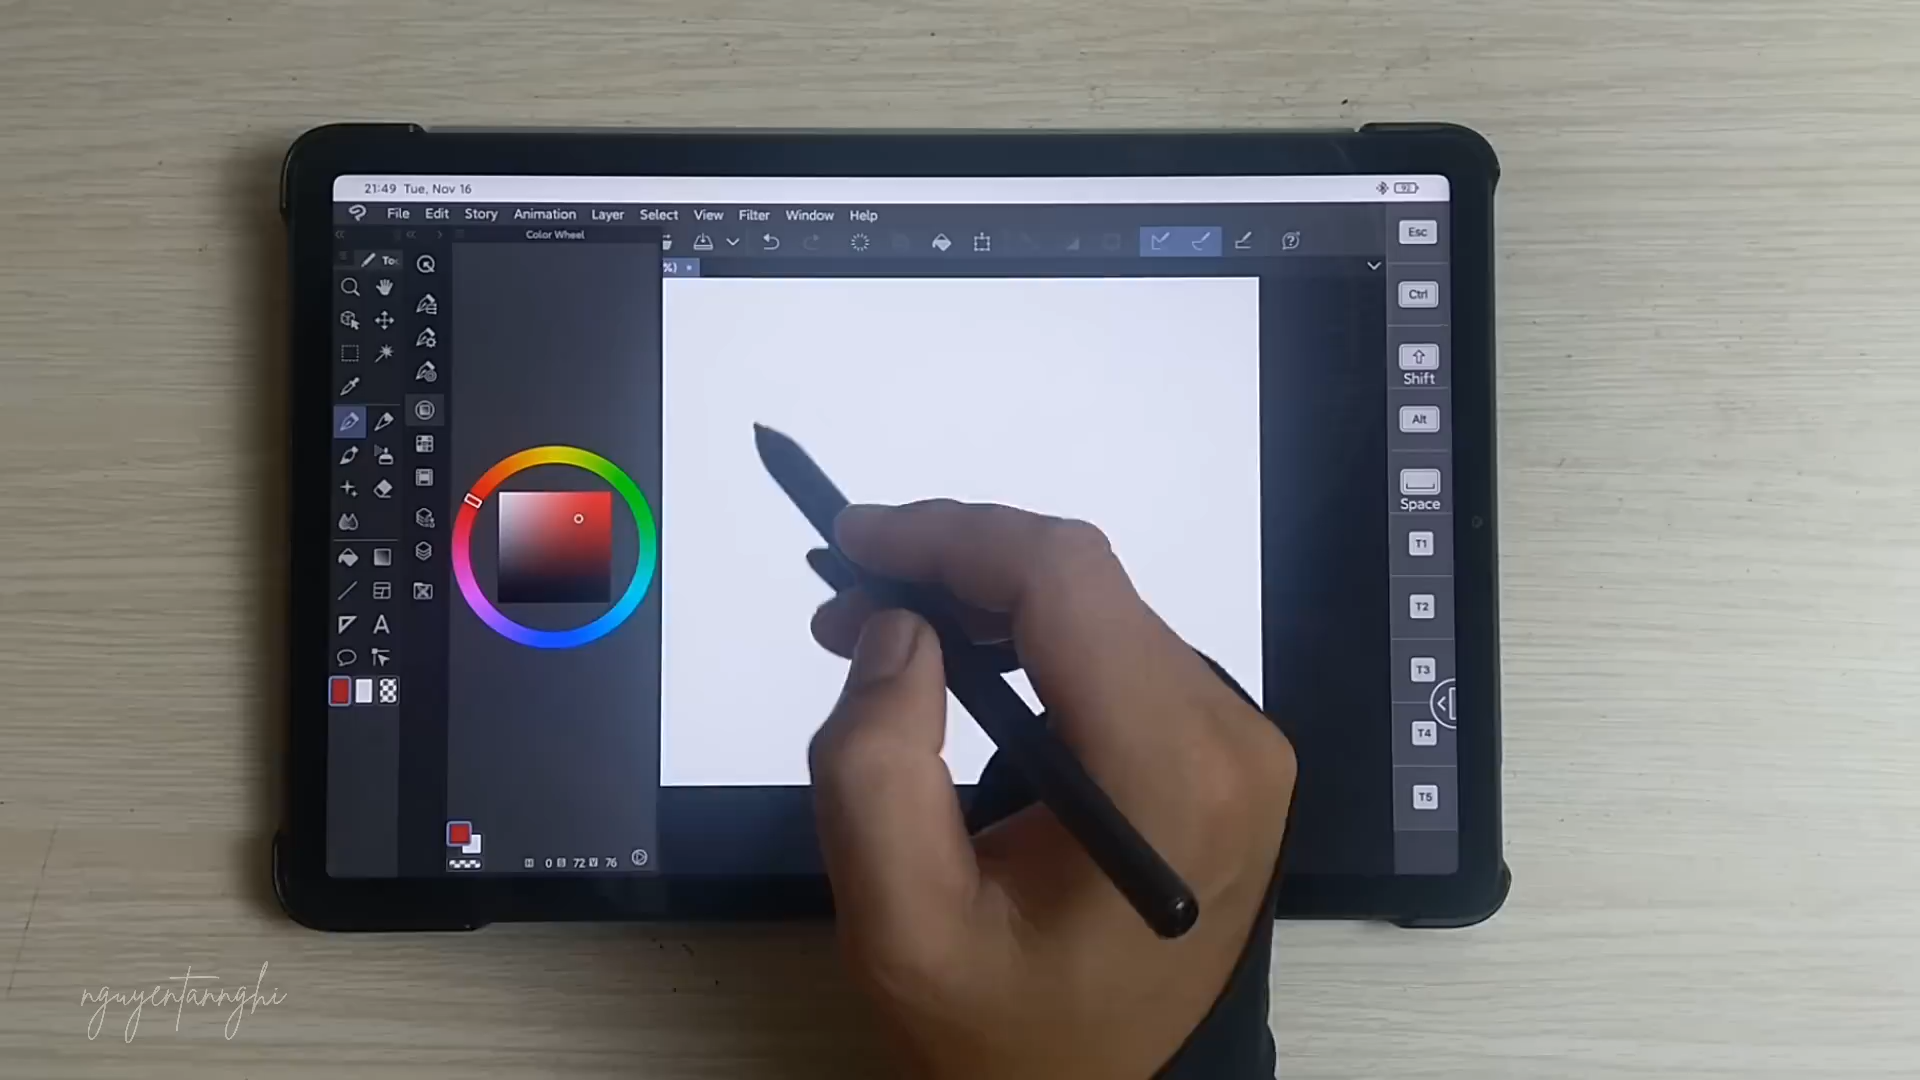 21:49 Tue, Nov 16
File Edit Story Animation Layer Select View Filter Window Help
Color Wheel
%)
Esc
Ctrl
Shift
Alt
Space
T1
T2
T3
T4
T5
A
0 72 76
nguyentannghi